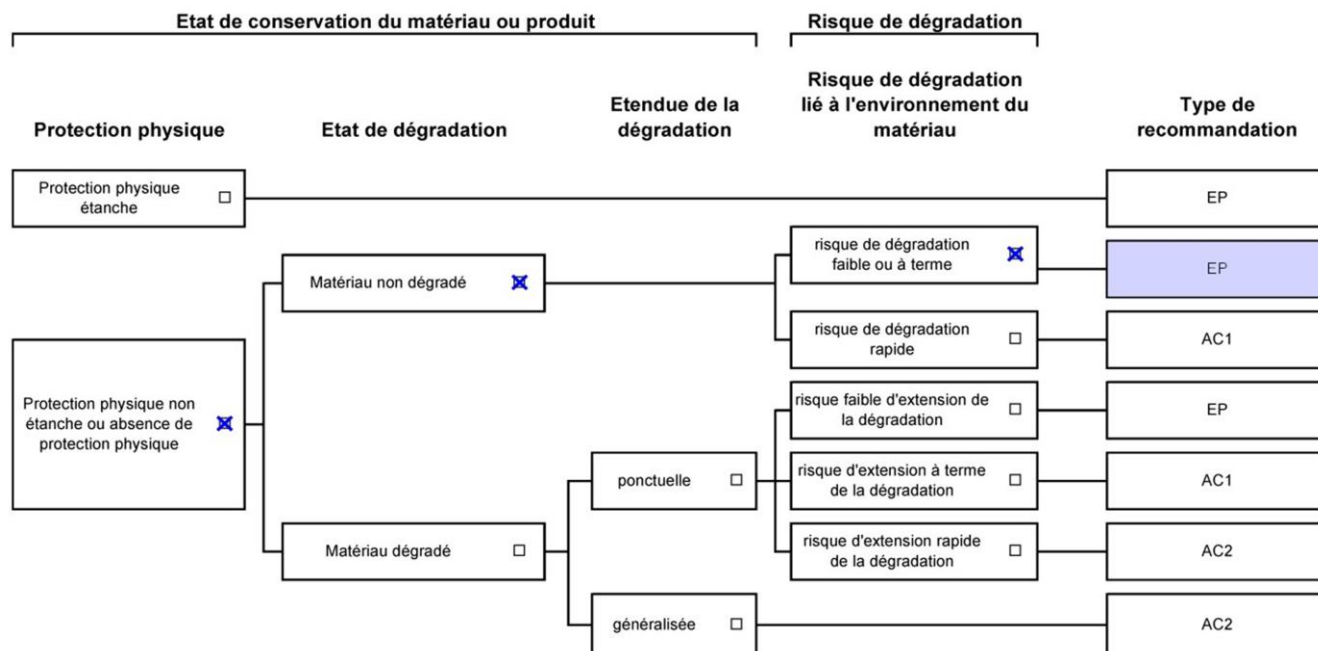 Etat de conservation du matériau ou produit
Risque de dégradation
Protection physique
Etat de dégradation
Etendue de la
dégradation
Risque de dégradation
lié à l'environnement du
matériau
Type de
recommandation
Protection physique
étanche
EP
Protection physique non
étanche ou absence de
protection physique
Matériau non dégradé
risque de dégradation
faible ou à terme
EP
risque de dégradation
rapide
AC1
Matériau dégradé
ponctuelle
risque faible d'extension de
la dégradation
EP
risque d'extension à terme
de la dégradation
AC1
risque d'extension rapide
de la dégradation
AC2
généralisée
AC2